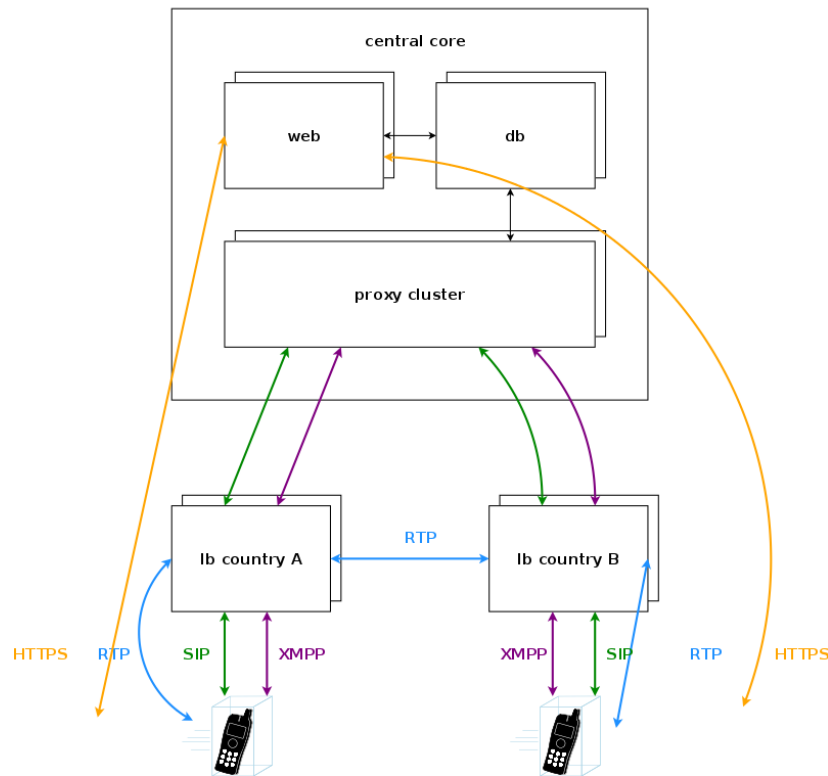 central core
web
db
proxy cluster
RTP
lb country A
lb country B
HTTPS RTP SIP XMPP XMPP SIP RTP HTTPS